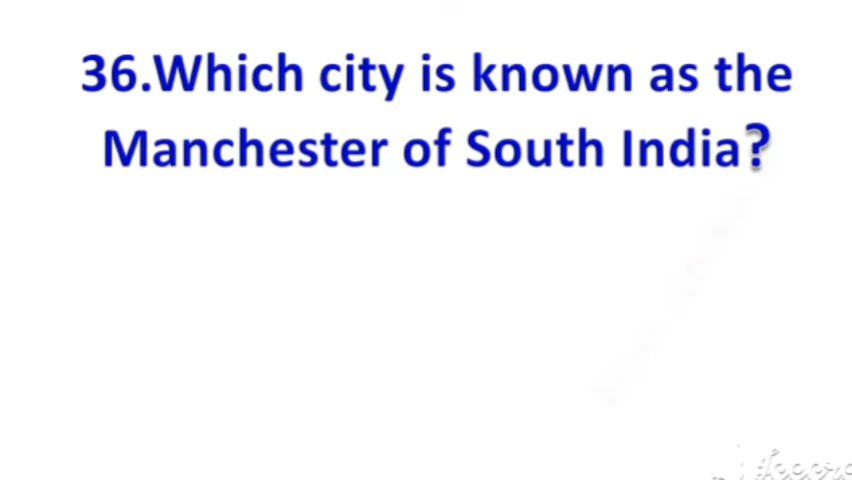 36.Which city is known as the
Manchester of South India?